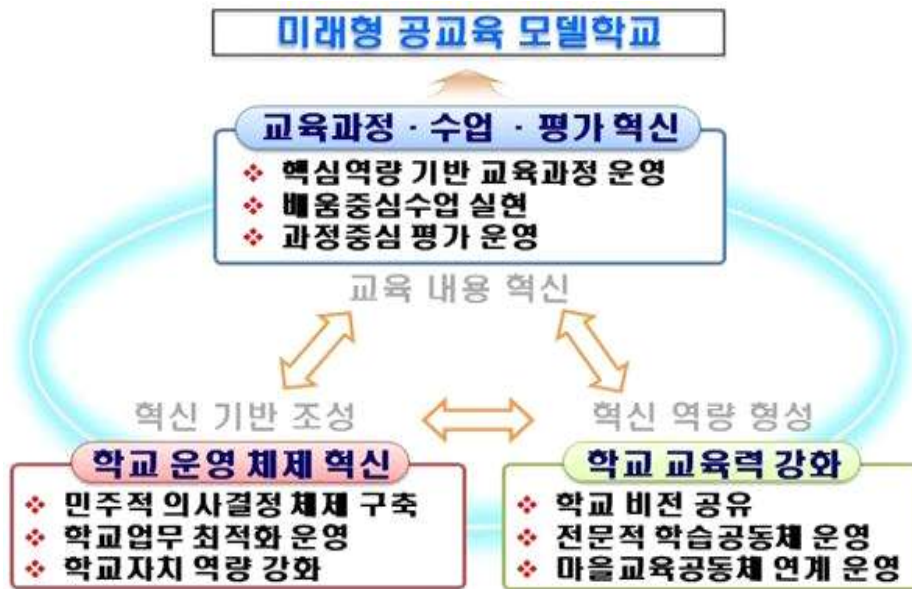 미래형 공교육 모델학교
교육과정 · 수업 · 평가 혁신
❖ 핵심역량 기반 교육과정 운영
❖ 배움중심수업 실현
❖ 과정중심 평가 운영
교육 내용 혁신
혁신 기반 조성
학교 운영 체제 혁신
❖ 민주적 의사결정 체제 구축
❖ 학교업무 최적화 운영
❖ 학교자치 역량 강화
혁신 역량 형성
학교 교육력 강화
❖ 학교 비전 공유
❖ 전문적 학습공동체 운영
❖ 마을교육공동체 연계 운영